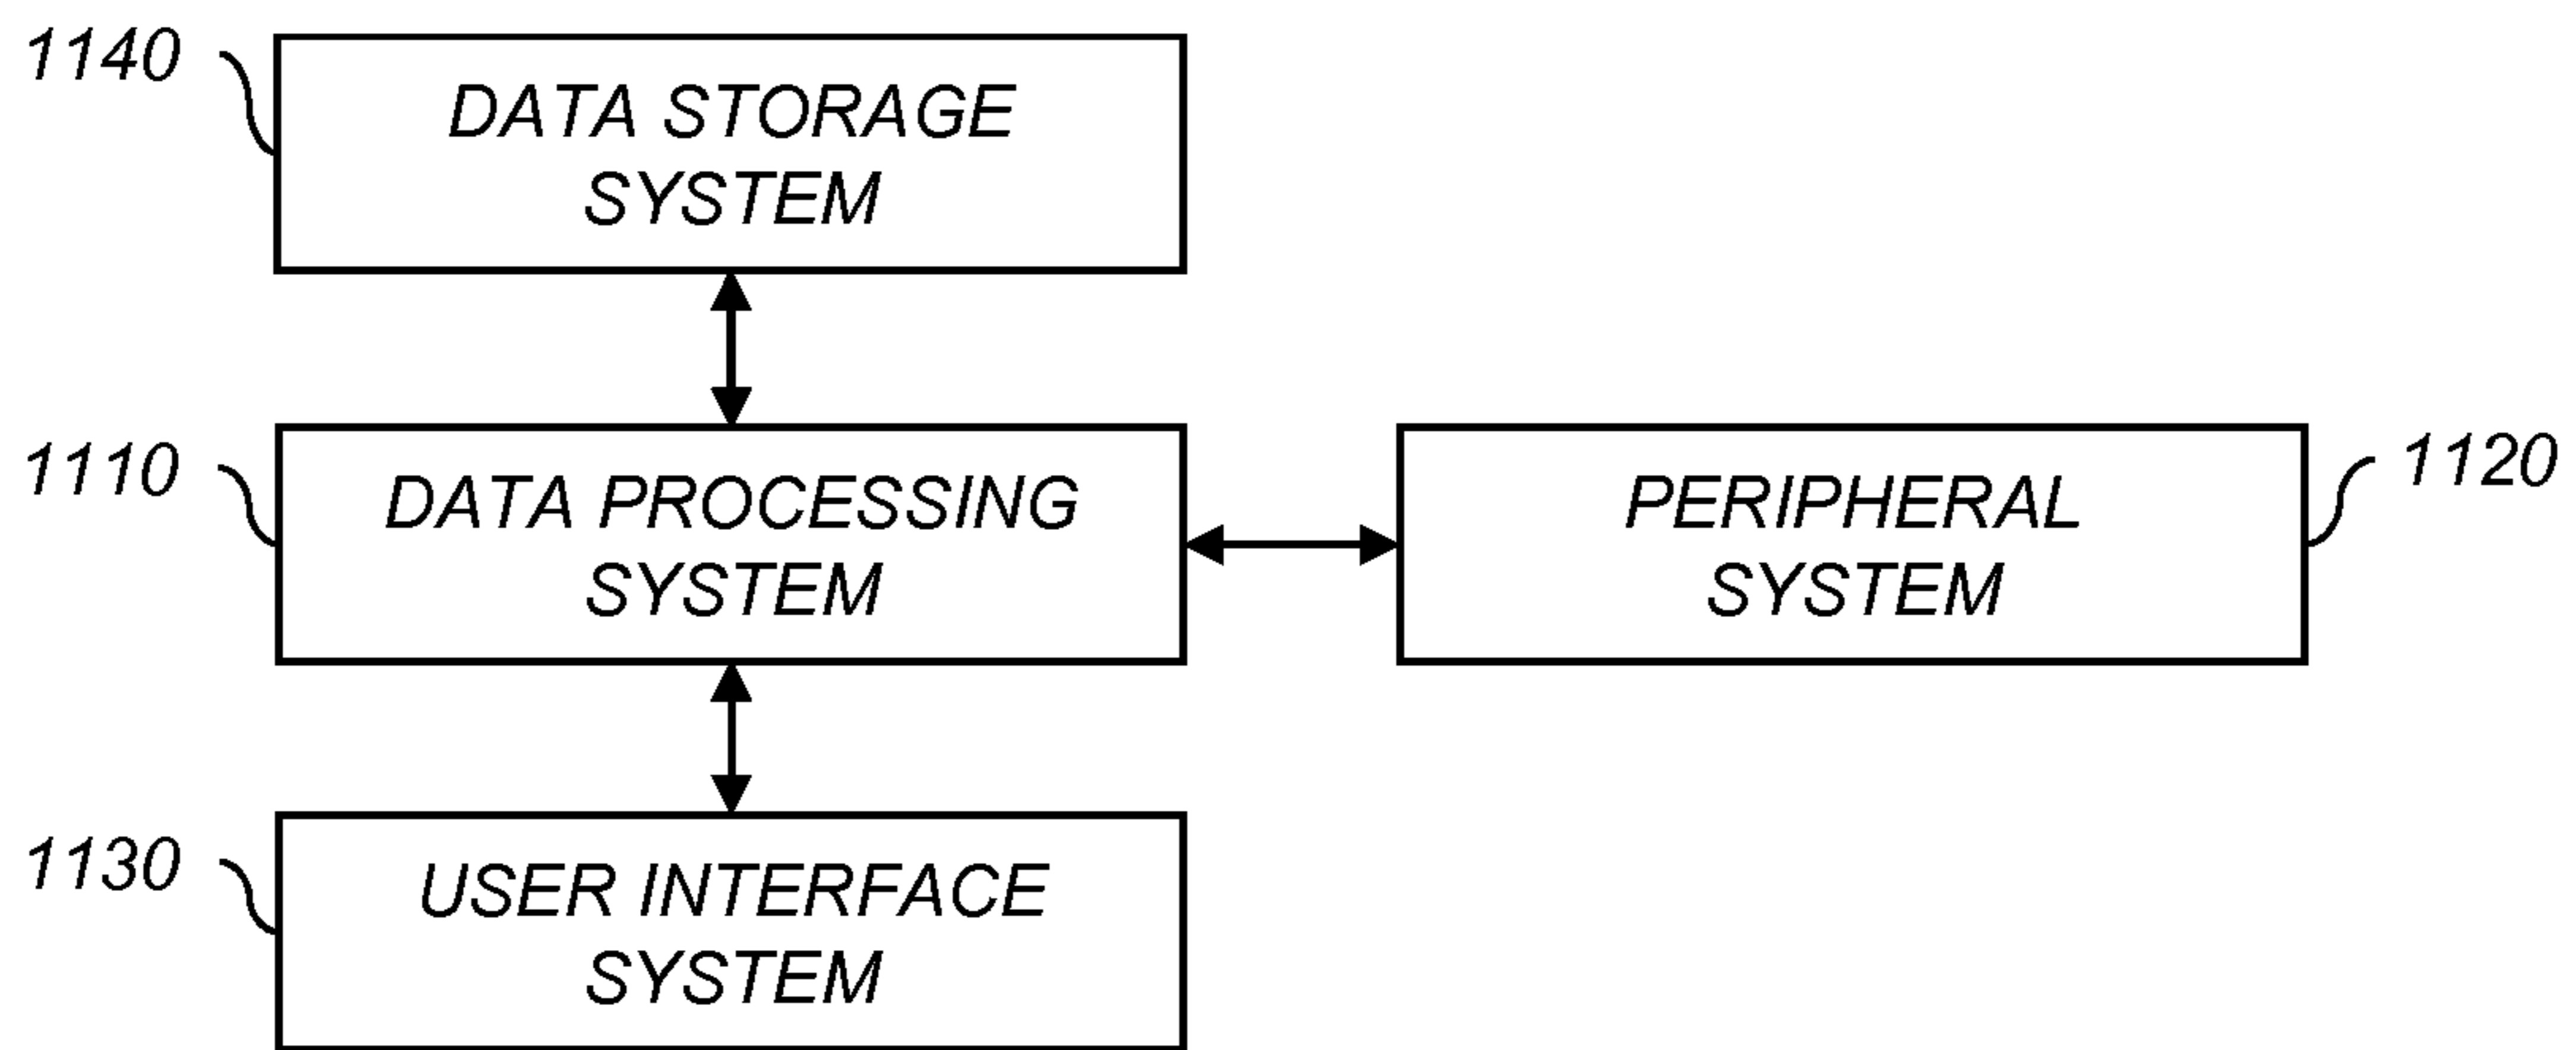 1140
DATA STORAGE
SYSTEM
1110
DATA PROCESSING
SYSTEM
PERIPHERAL
SYSTEM
1120
1130
USER INTERFACE
SYSTEM